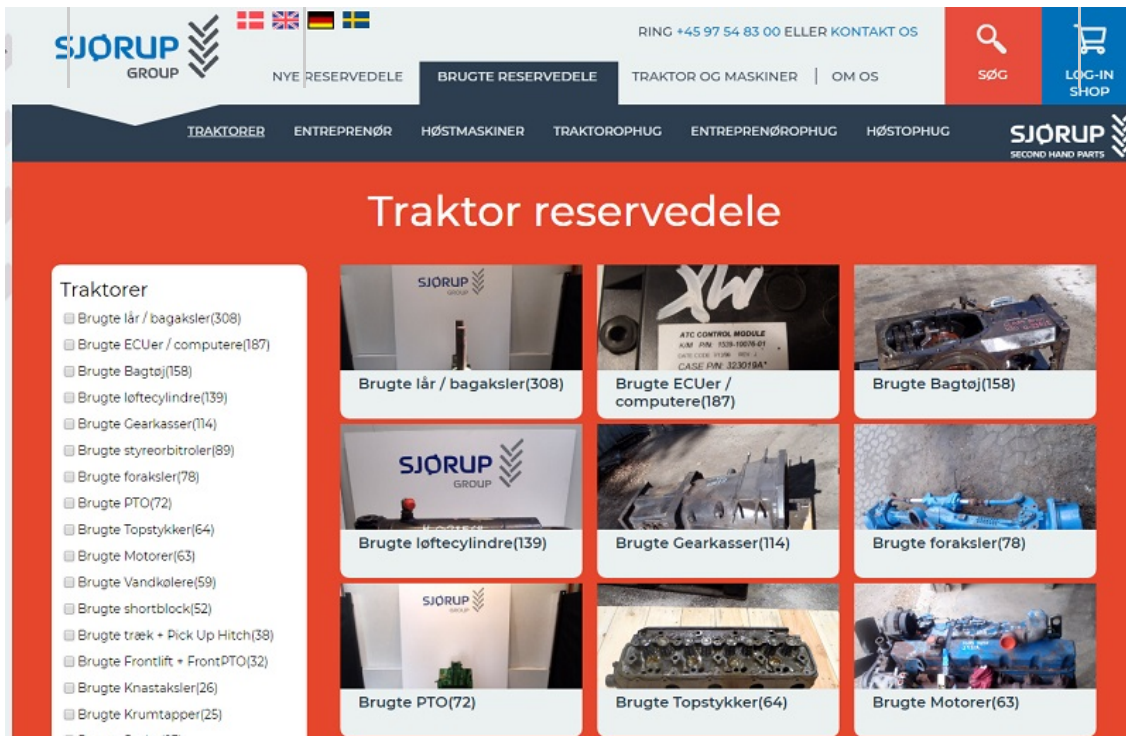 SJØRUP
GROUP
RING +45 97 54 83 00 ELLER KONTAKT OS
SØG
LOG-IN
SHOP
NYE RESERVEDELE
BRUGTE RESERVEDELE
TRAKTOR OG MASKINER | OM OS
TRAKTORER
ENTREPRENØR
HØSTMASKINER
TRAKTOROPHUG
ENTREPRENØROPHUG
HØSTOPHUG
SJØRUP
SECOND HAND PARTS
Traktor reservedele
Traktorer
Brugte lår / bagaksler(308)
Brugte ECUer / computere(187)
Brugte Bagtøj(158)
Brugte løftecylindre(139)
Brugte Gearkasser(114)
Brugte styreorbitroler(89)
Brugte foraksler(78)
Brugte PTO(72)
Brugte Topstykker(64)
Brugte Motorer(63)
Brugte Vandkølere(59)
Brugte shortblock(52)
Brugte træk + Pick Up Hitch(38)
Brugte Frontlift + FrontPTO(32)
Brugte Knastaksler(26)
Brugte Krumtapper(25)
SJØRUP
GROUP
Brugte lår / bagaksler(308)
XW
ATC CONTROL MODULE
K/M P/N: 1339-10076-01
CASE P/N: 323019A*
Brugte ECUer /
computere(187)
Brugte Bagtøj(158)
SJØRUP
GROUP
Brugte løftecylindre(139)
Brugte Gearkasser(114)
Brugte foraksler(78)
SJØRUP
GROUP
Brugte PTO(72)
Brugte Topstykker(64)
Brugte Motorer(63)